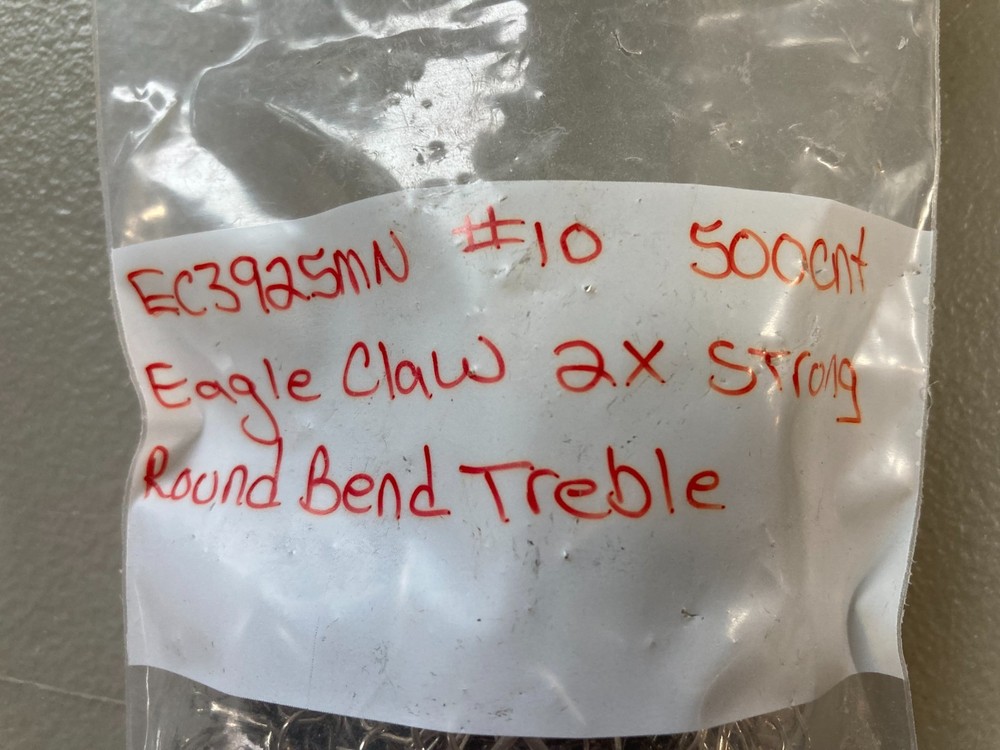 EC3925MN #10 500cnt
Eagle Claw 2X Strong
Round Bend Treble